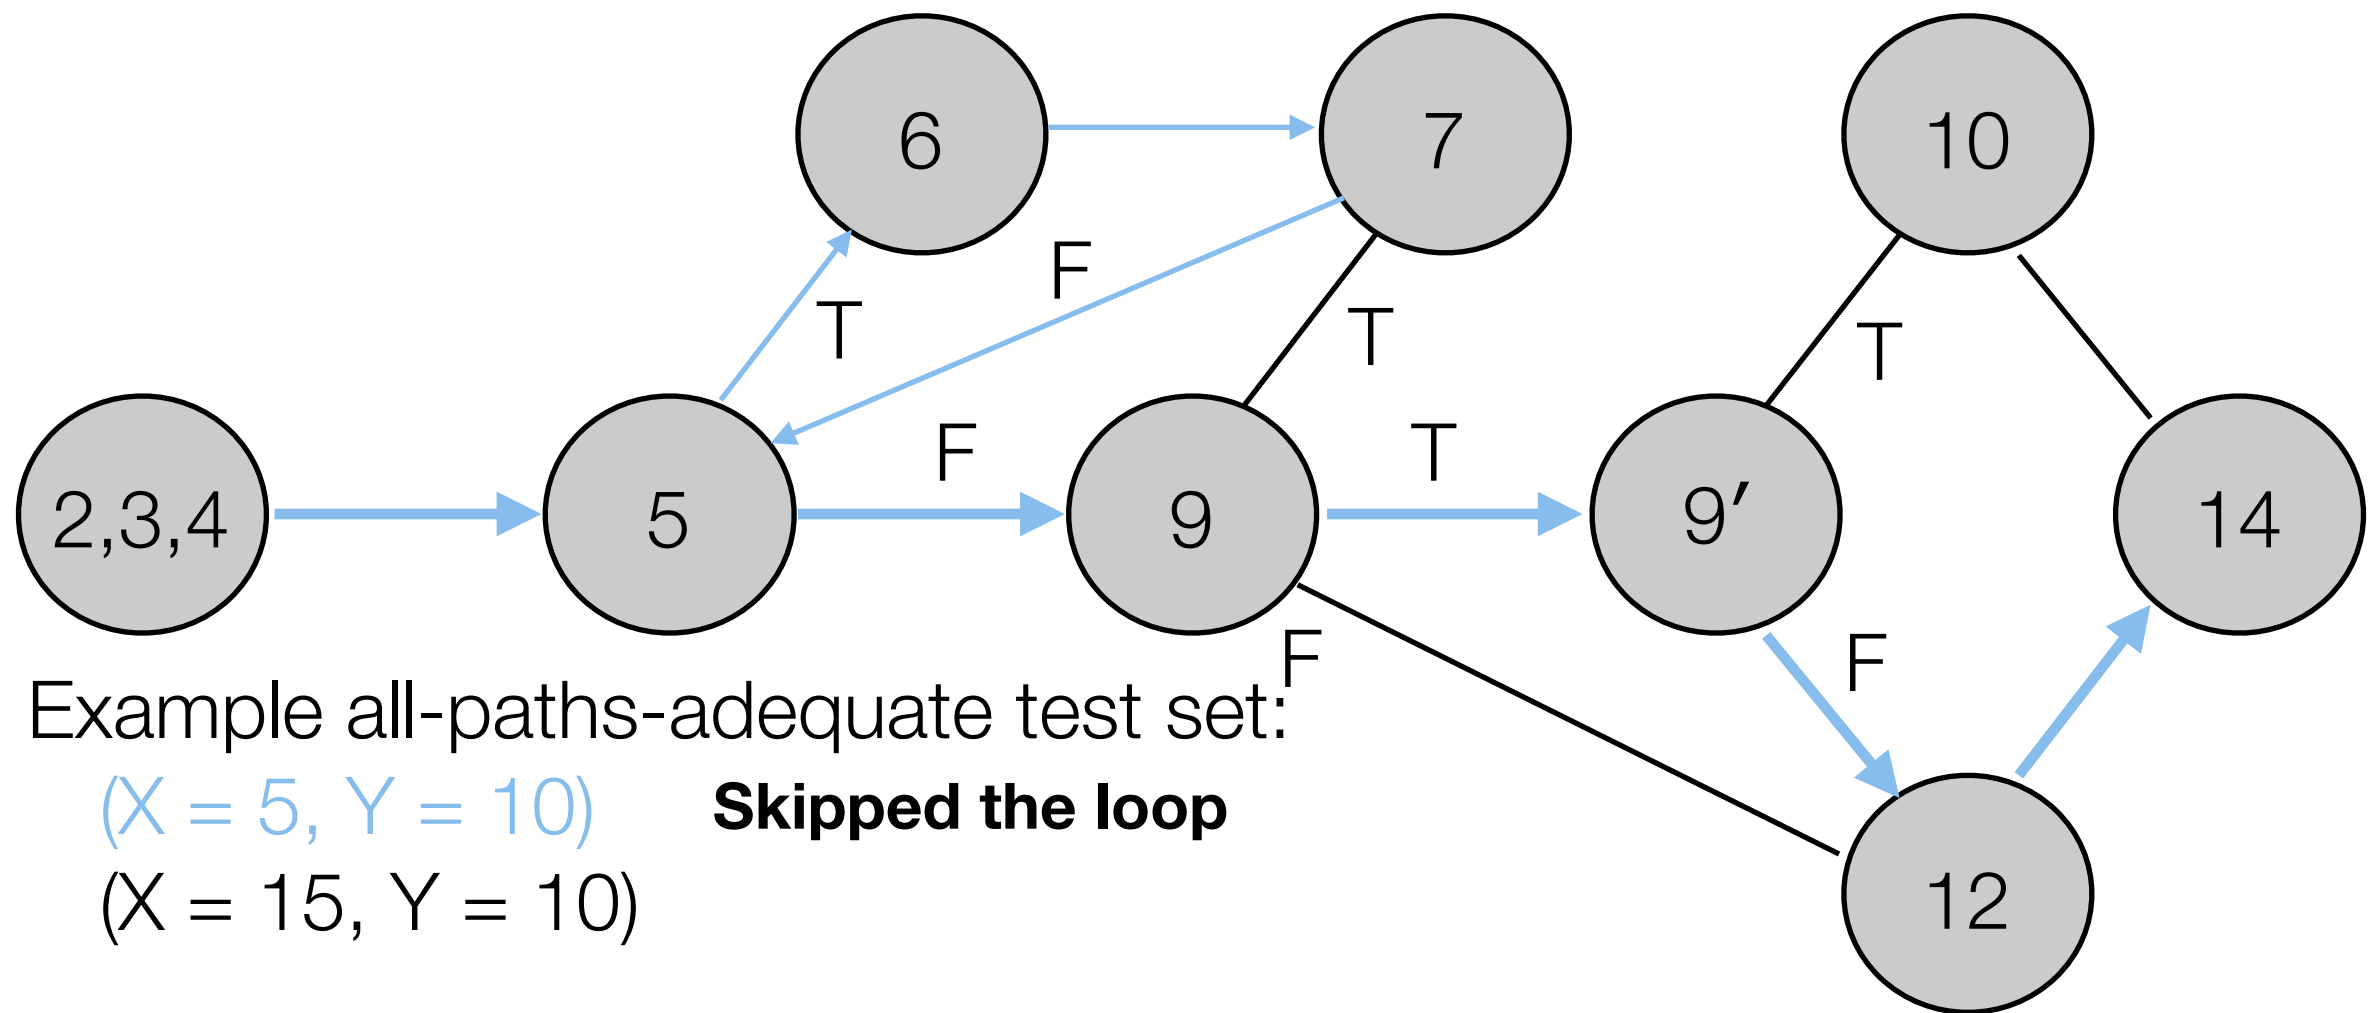 6
7
10
F
T
T
T
F
T
2,3,4
5
9
9′
14
F
F
Example all-paths-adequate test set:
(X = 5, Y = 10) Skipped the loop
(X = 15, Y = 10)
12